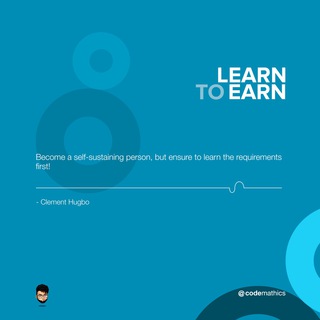 LEARN
TO EARN
Become a self-sustaining person, but ensure to learn the requirements
first!
- Clement Hugbo
@codemathics